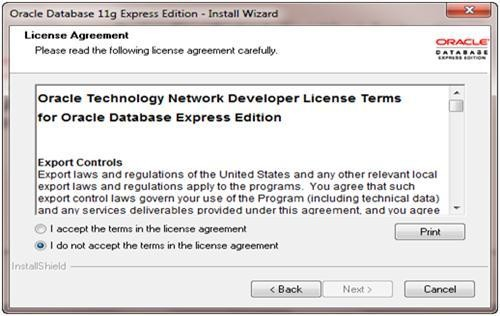 Oracle Database 11g Express Edition - Install Wizard
License Agreement
Please read the following license agreement carefully.
ORACLE
DATABASE
EXPRESS EDITION
Oracle Technology Network Developer License Terms
for Oracle Database Express Edition
Export Controls
Export laws and regulations of the United States and any other relevant local
export laws and regulations apply to the programs. You agree that such
export control laws govern your use of the Program (including technical data)
and any services deliverables provided under this agreement, and you agree
I accept the terms in the license agreement
Print
I do not accept the terms in the license agreement
InstallShield
< Back
Next >
Cancel